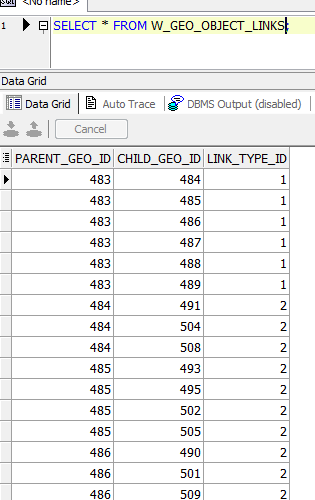 SQL <No name>
1 SELECT * FROM W_GEO_OBJECT_LINKS;
Data Grid
Data Grid Auto Trace DBMS Output (disabled)
Cancel
PARENT_GEO_ID CHILD_GEO_ID LINK_TYPE_ID
483 484 1
483 485 1
483 486 1
483 487 1
483 488 1
483 489 1
484 491 2
484 504 2
484 508 2
485 493 2
485 495 2
485 502 2
485 505 2
486 490 2
486 501 2
486 509 2